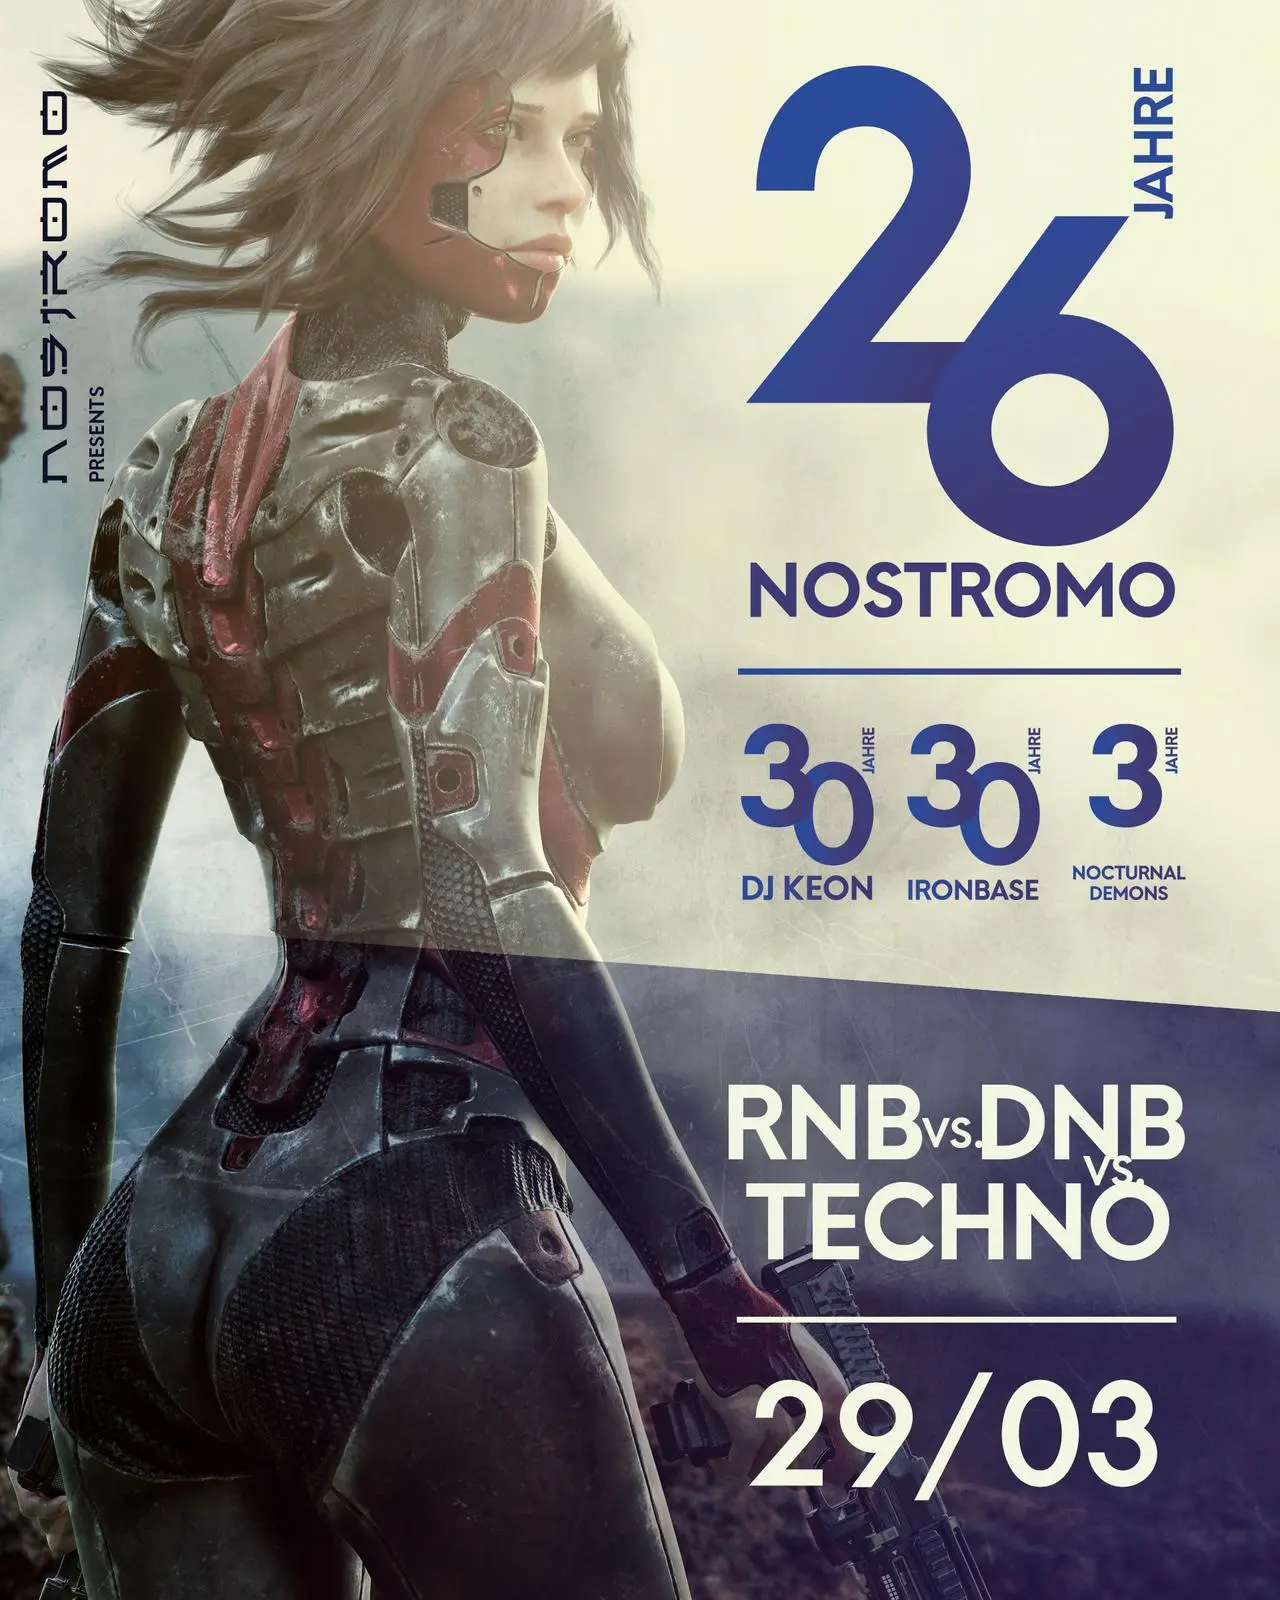 NOSTROMO
PRESENTS
26
JAHRE
NOSTROMO
30 JAHRE
DJ KEON
30 JAHRE
IRONBASE
3 JAHRE
NOCTURNAL
DEMONS
RNB vs. DNB
vs.
TECHNO
29/03